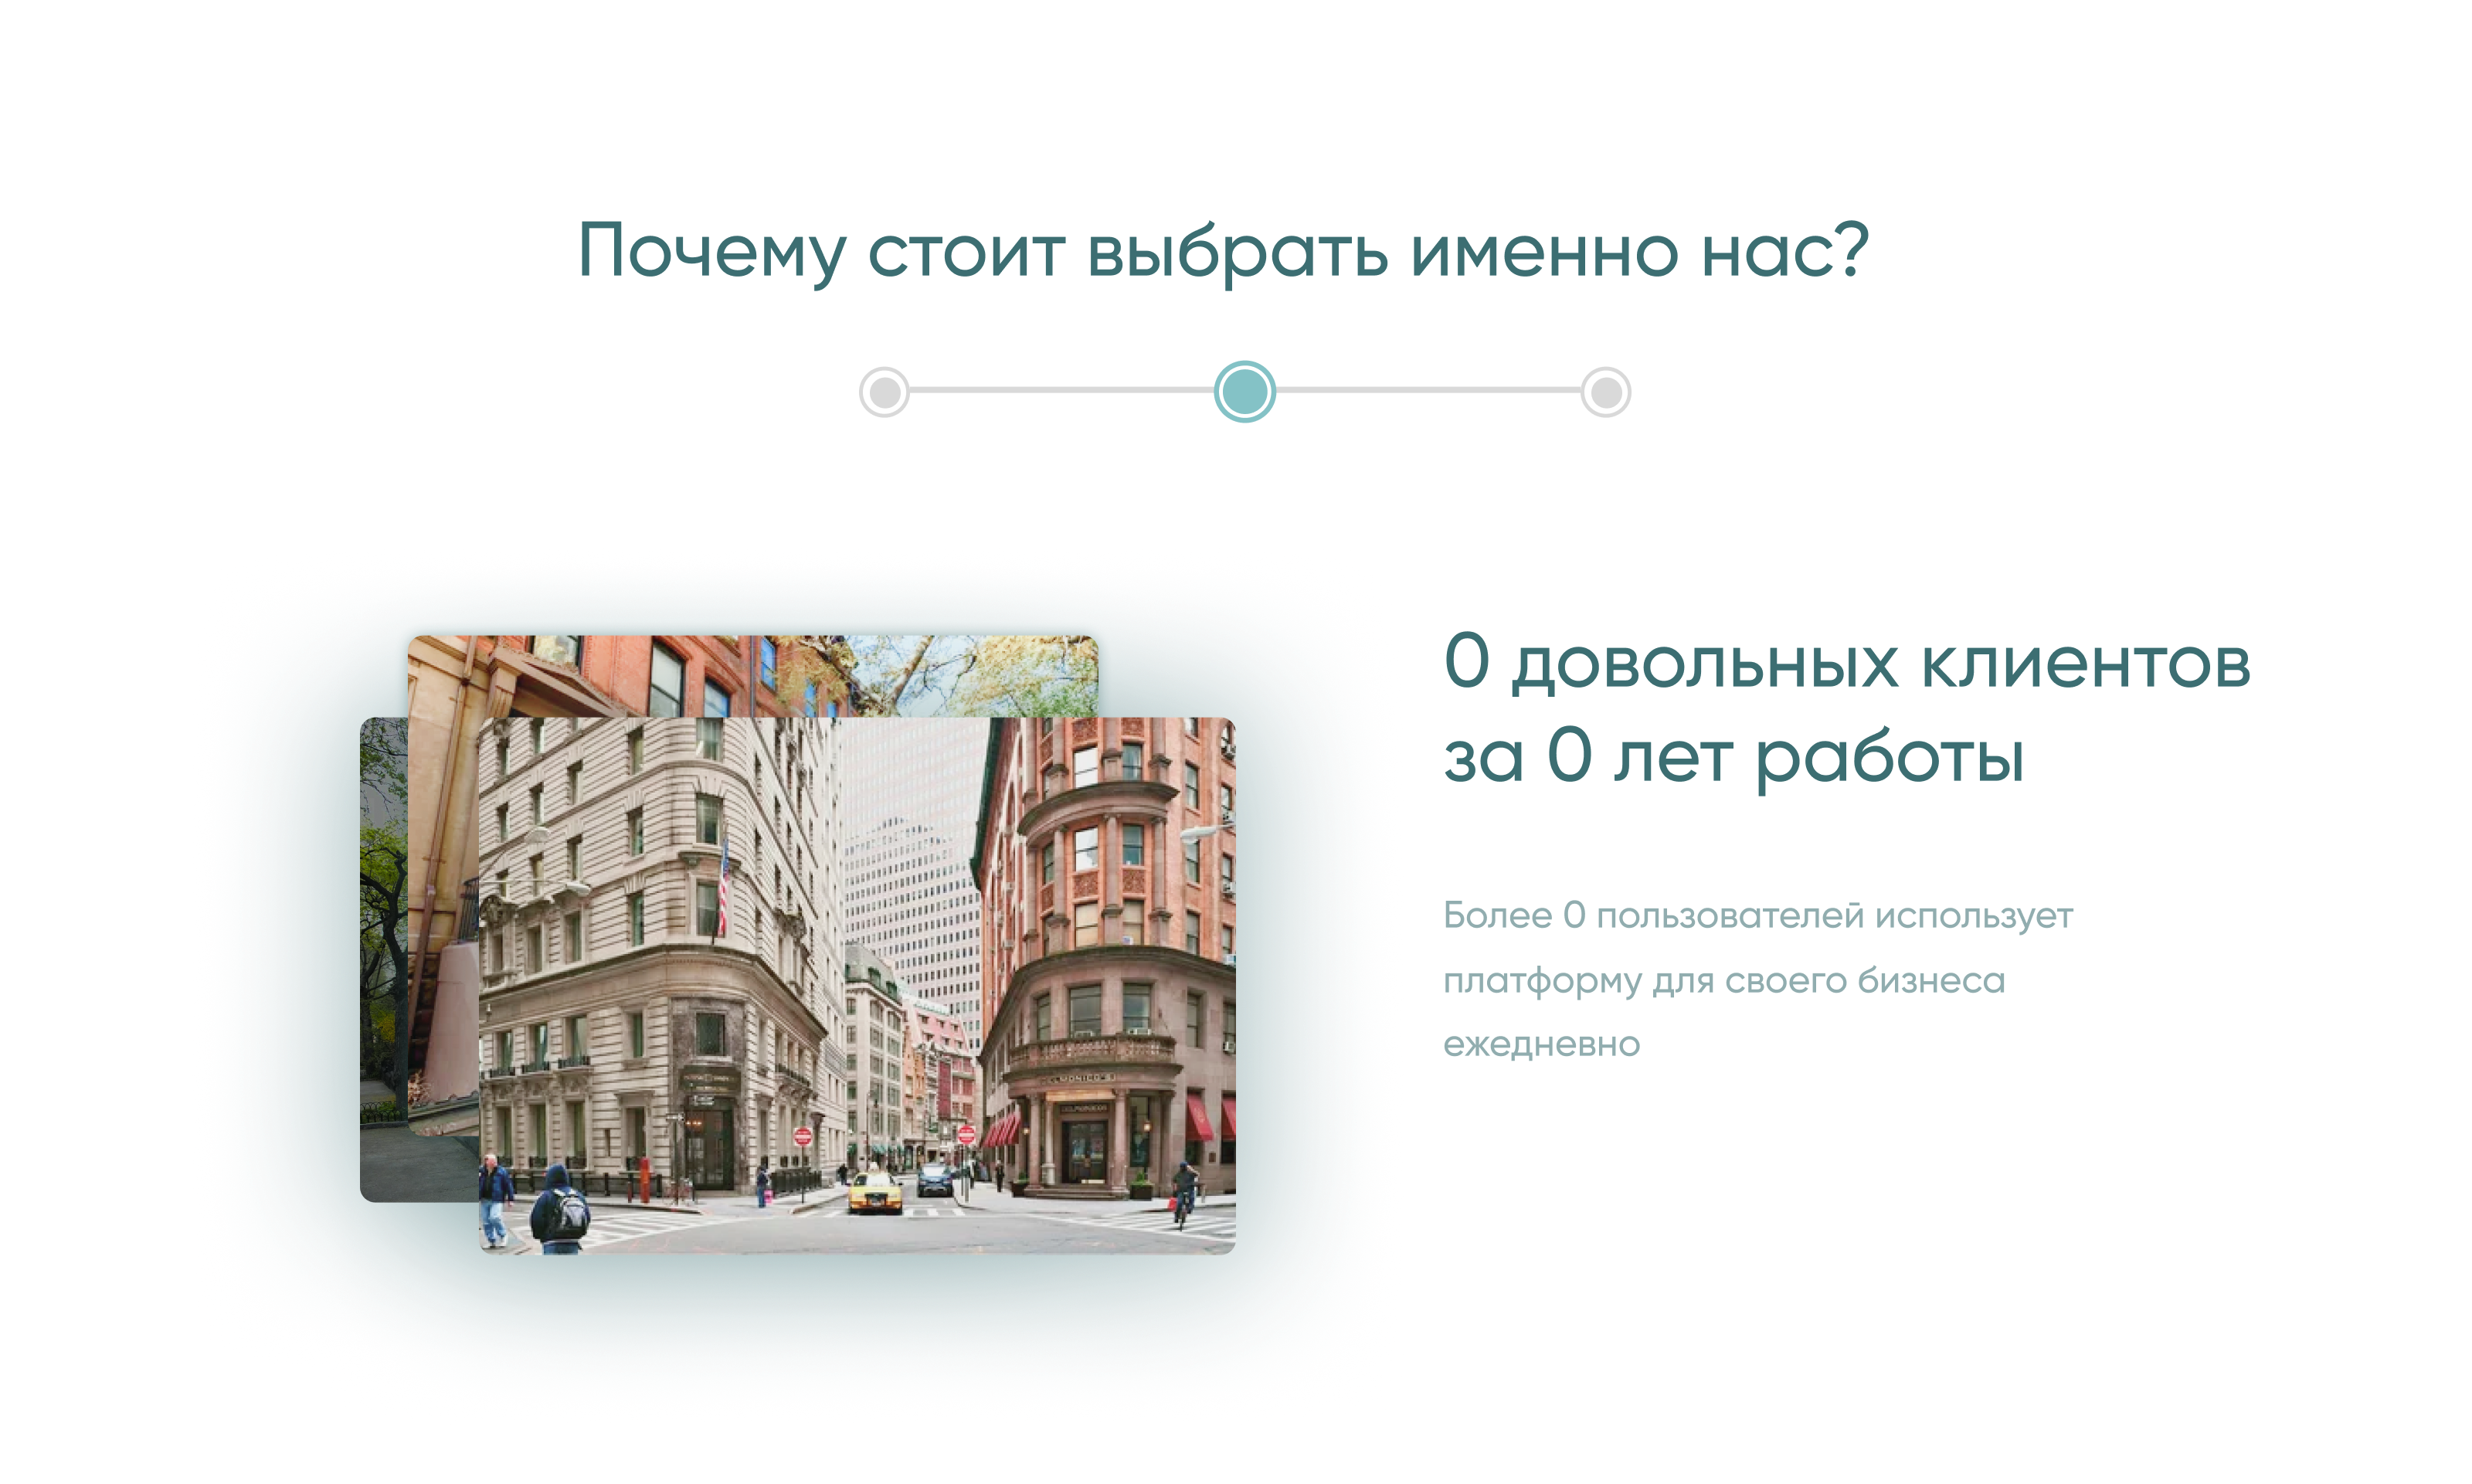 Почему стоит выбрать именно нас?
0 довольных клиентов
за 0 лет работы
Более 0 пользователей использует
платформу для своего бизнеса
ежедневно
DELMONICO'S